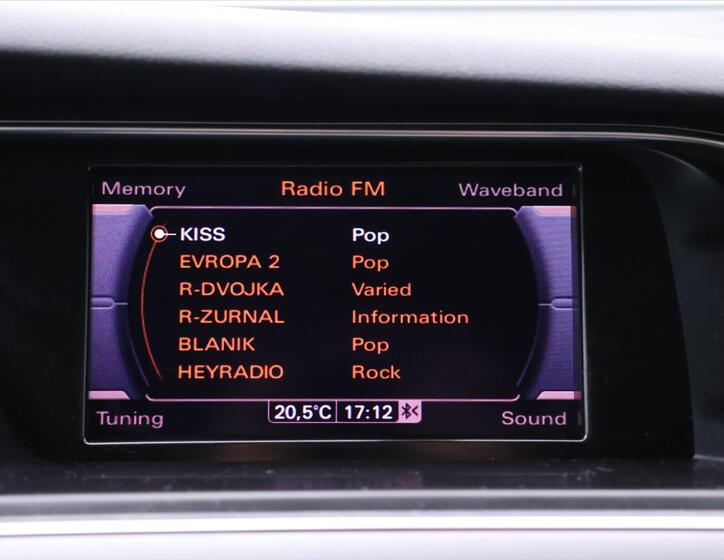 Memory Radio FM Waveband
KISS Pop
EVROPA 2 Pop
R-DVOJKA Varied
R-ZURNAL Information
BLANIK Pop
HEYRADIO Rock
Tuning 20,5°C 17:12 Sound